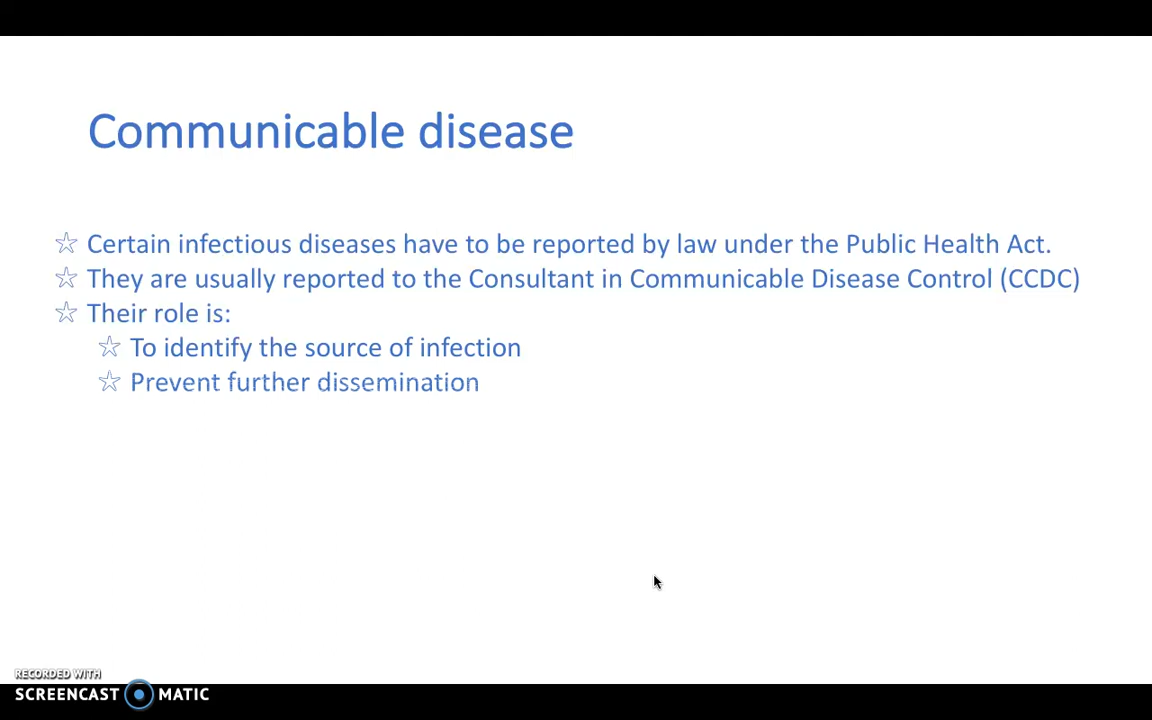 Communicable disease
Certain infectious diseases have to be reported by law under the Public Health Act.
They are usually reported to the Consultant in Communicable Disease Control (CCDC)
Their role is:
To identify the source of infection
Prevent further dissemination
RECORDED WITH
SCREENCAST MATIC